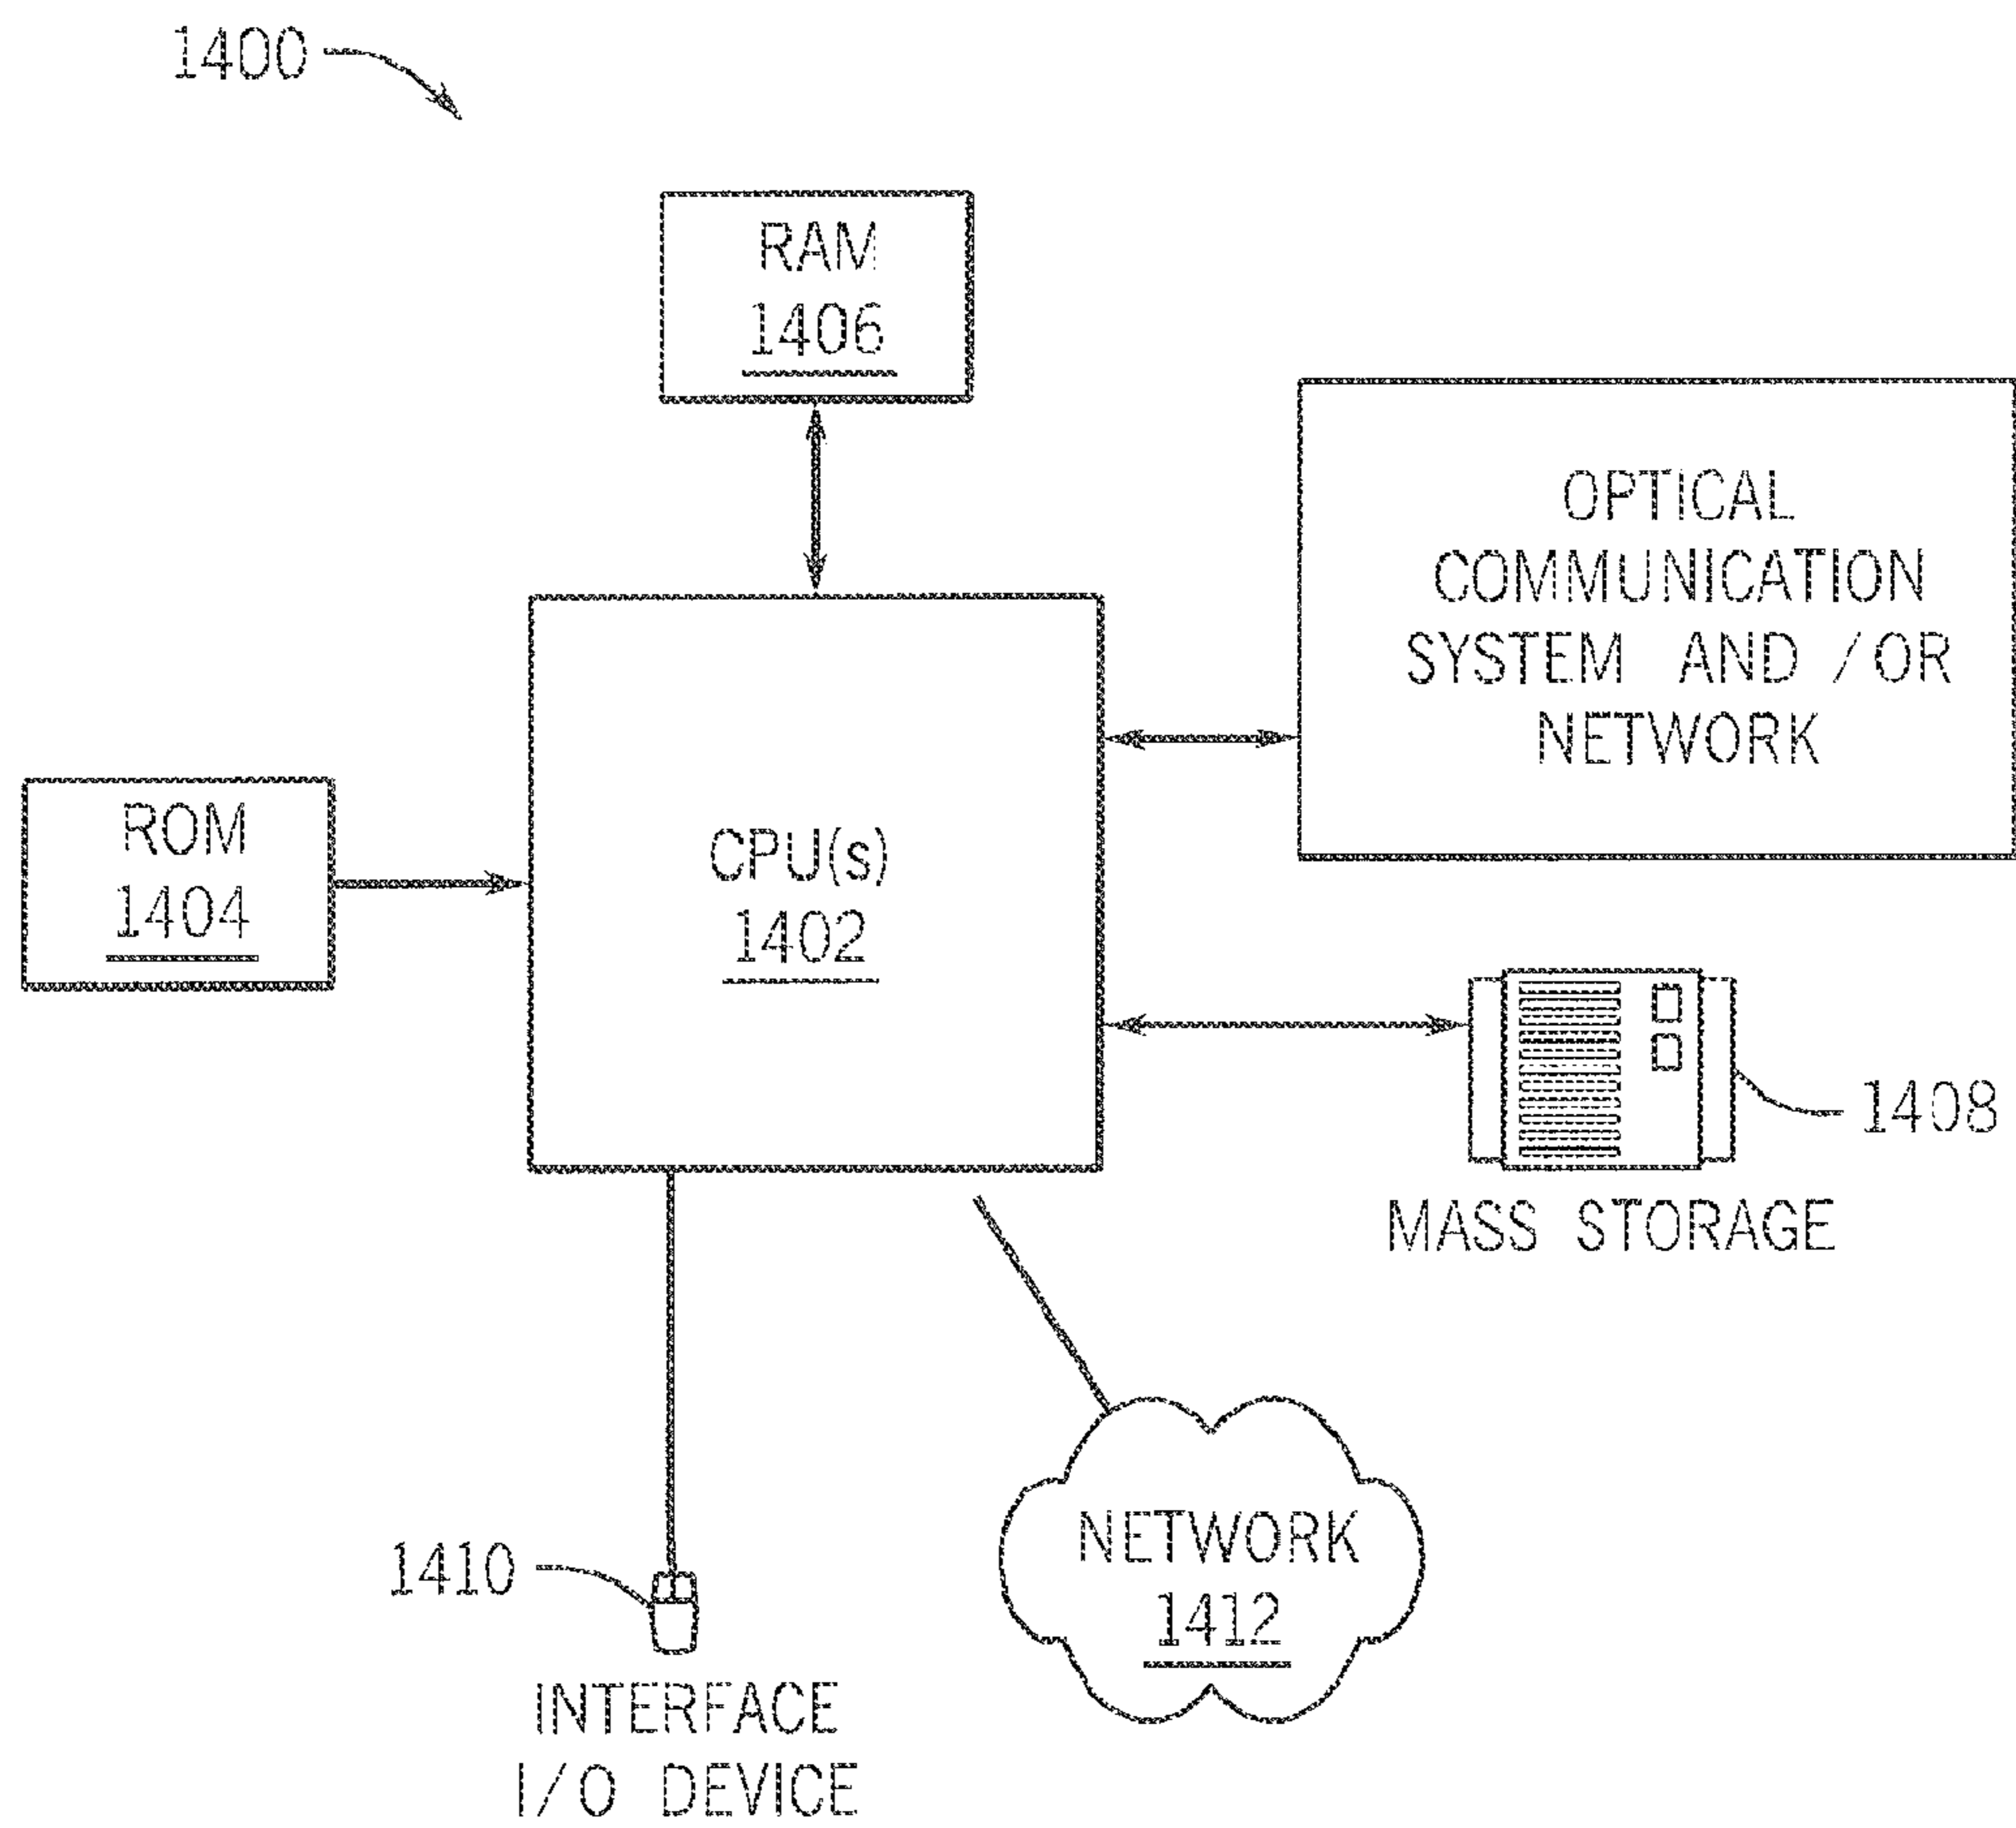 1400
RAM
1406
OPTICAL
COMMUNICATION
SYSTEM AND /OR
NETWORK
ROM
1404
CPU(s)
1402
1408
MASS STORAGE
NETWORK
1412
1410
INTERFACE
I/O DEVICE